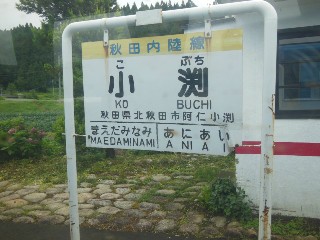 秋田内陸線
こ ぶち
小 渕
KO BUCHI
秋田県北秋田市阿仁小渕
まえだみなみ あにあい
MAEDAMINAMI ANIAI